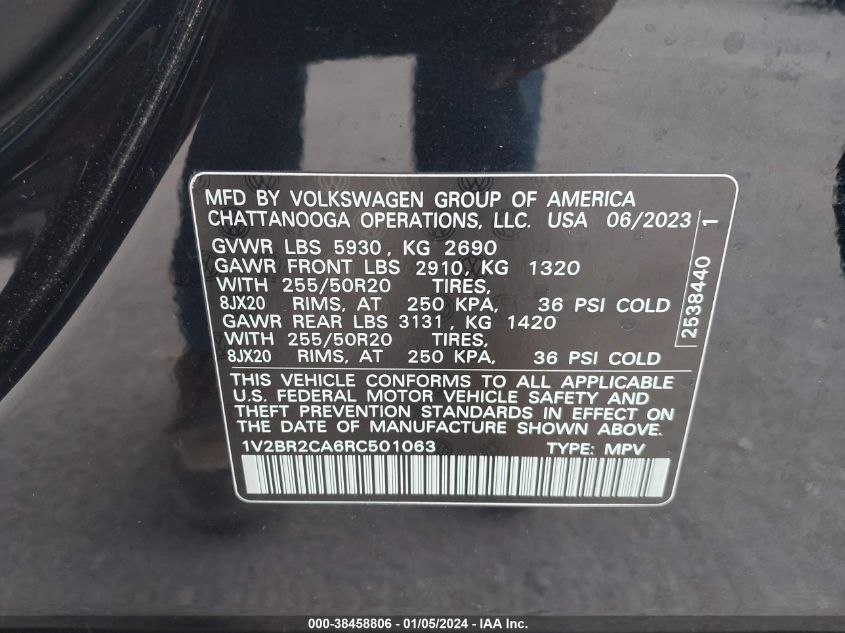 MFD BY VOLKSWAGEN GROUP OF AMERICA
CHATTANOOGA OPERATIONS, LLC. USA 06/2023
GVWR LBS 5930, KG 2690
GAWR FRONT LBS 2910, KG 1320
WITH 255/50R20 TIRES,
8JX20 RIMS, AT 250 KPA, 36 PSI COLD
GAWR REAR LBS 3131, KG 1420
WITH 255/50R20 TIRES,
8JX20 RIMS, AT 250 KPA, 36 PSI COLD
THIS VEHICLE CONFORMS TO ALL APPLICABLE
U.S. FEDERAL MOTOR VEHICLE SAFETY AND
THEFT PREVENTION STANDARDS IN EFFECT ON
THE DATE OF MANUFACTURE SHOWN ABOVE.
1V2BR2CA6RC501063 TYPE: MPV
2538440 1
000-38458806 - 01/05/2024 - IAA Inc.